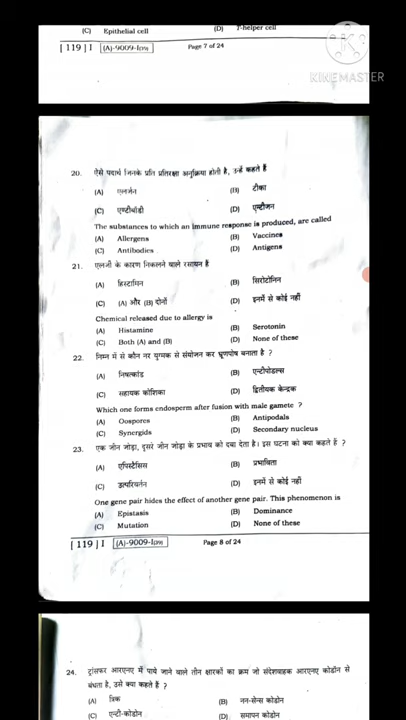 (C) Epithelial cell (D) T-helper cell
[ 119 ] I (A)-9009-Iन्स Page 7 of 24
KINEMASTER
20. ऐसे पदार्थ जिनके प्रति प्रतिरक्षा अनुक्रिया होती है, उन्हें कहते हैं
(A) एलर्जन (B) टीका
(C) एण्टीबॉडी (D) एण्टीजन
The substances to which an immune response is produced, are called
(A) Allergens (B) Vaccines
(C) Antibodies (D) Antigens
21. एलर्जी के कारण निकलने वाले रसायन हैं
(A) हिस्टामिन (B) सिरोटोनिन
(C) (A) और (B) दोनों (D) इनमें से कोई नहीं
Chemical released due to allergy is
(A) Histamine (B) Serotonin
(C) Both (A) and (B) (D) None of these
22. निम्न में से कौन नर युग्मक से संयोजन कर भ्रूणपोष बनाता है ?
(A) निषिक्तांड (B) एन्टीपोडल्स
(C) सहायक कोशिका (D) द्वितीयक केन्द्रक
Which one forms endosperm after fusion with male gamete ?
(A) Oospores (B) Antipodals
(C) Synergids (D) Secondary nucleus
23. एक जीन जोड़ा, दूसरे जीन जोड़ा के प्रभाव को दबा देता है। इस घटना को क्या कहते हैं ?
(A) एपिस्टैसिस (B) प्रभाविता
(C) उत्परिवर्तन (D) इनमें से कोई नहीं
One gene pair hides the effect of another gene pair. This phenomenon is
(A) Epistasis (B) Dominance
(C) Mutation (D) None of these
[ 119 ] I (A)-9009-Iन्स Page 8 of 24
24. ट्रांसफर आरएनए में पाये जाने वाले तीन क्षारकों का क्रम जो संदेशवाहक आरएनए कोडॉन से
बंधता है, उसे क्या कहते हैं ?
(A) त्रिक (B) नन-सेन्स कोडॉन
(C) एन्टी-कोडॉन (D) समापन कोडॉन